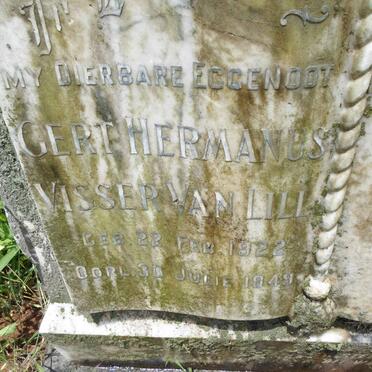 MY DIERBARE EGGENOOT
GERT HERMANUS
VISSER VAN LILL
GEB. 22 FEB. 1922
OORL. 30 JULIE 1949